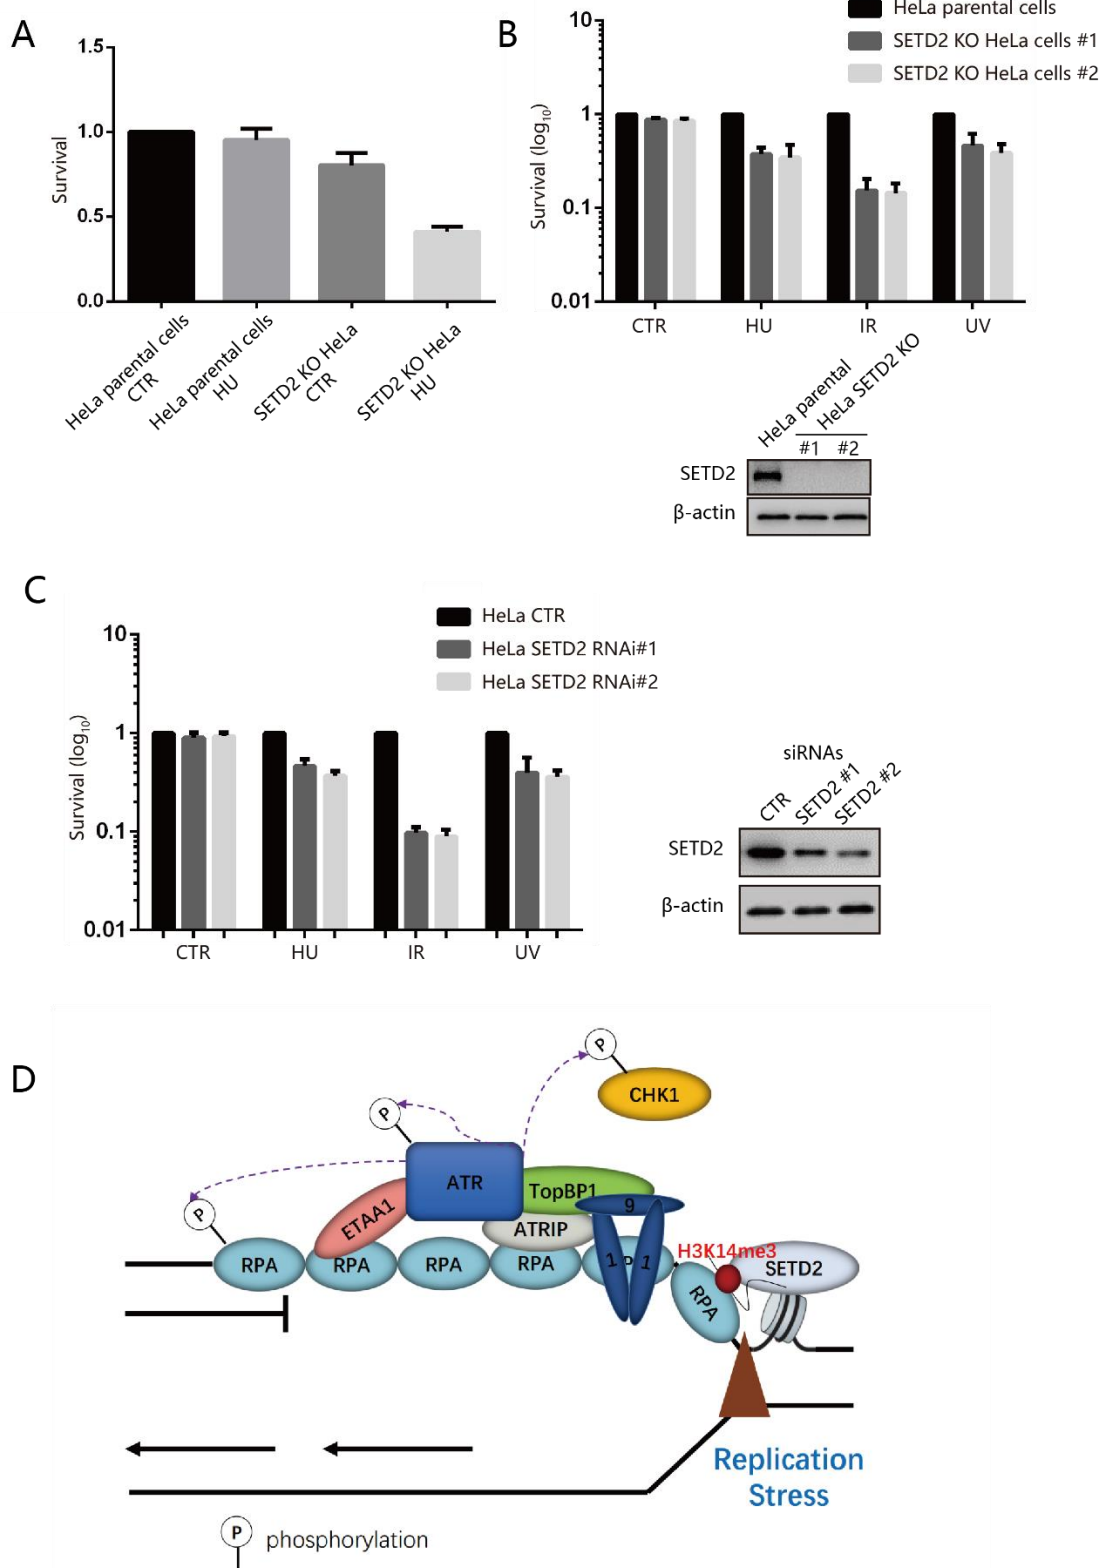 A
1.5
1.0
0.5
0.0
Survival
HeLa parental cells
CTR
HeLa parental cells
HU
SETD2 KO HeLa
CTR
SETD2 KO HeLa
HU
B
HeLa parental cells
SETD2 KO HeLa cells #1
SETD2 KO HeLa cells #2
10
1
0.1
0.01
Survival (log10)
CTR
HU
IR
UV
HeLa parental
HeLa SETD2 KO
#1 #2
SETD2
β-actin
C
HeLa CTR
HeLa SETD2 RNAi#1
HeLa SETD2 RNAi#2
10
1
0.1
0.01
Survival (log10)
CTR
HU
IR
UV
siRNAs
CTR
SETD2 #1
SETD2 #2
SETD2
β-actin
D
P
CHK1
P
ATR
TopBP1
P
ETAA1
ATRIP
9
1
1
RPA
RPA
RPA
RPA
RPA
H3K14me3
SETD2
Replication
Stress
P phosphorylation